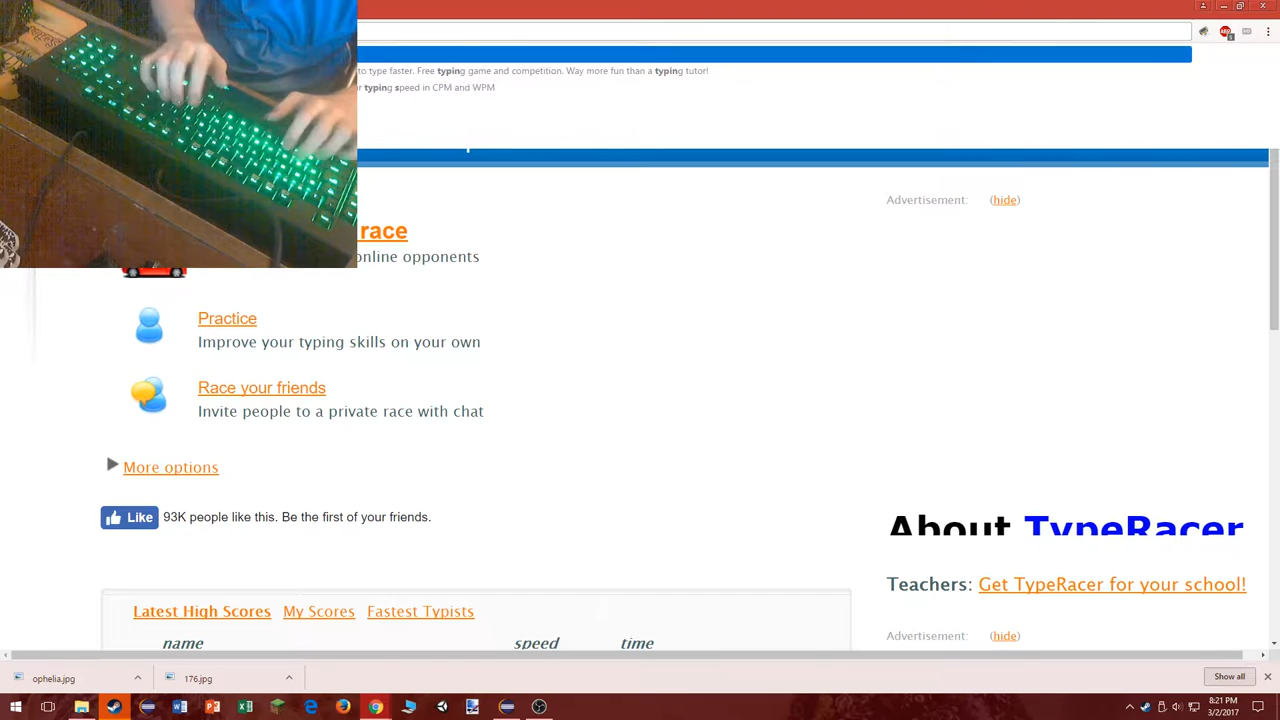 to type faster. Free typing game and competition. Way more fun than a typing tutor!
typing speed in CPM and WPM
Advertisement: (hide)
race
online opponents
Practice
Improve your typing skills on your own
Race your friends
Invite people to a private race with chat
More options
Like 93K people like this. Be the first of your friends.
About TypeRacer
Teachers: Get TypeRacer for your school!
Latest High Scores My Scores Fastest Typists
Advertisement: (hide)
name speed time
ophelia.jpg 176.jpg Show all
8:21 PM
3/2/2017